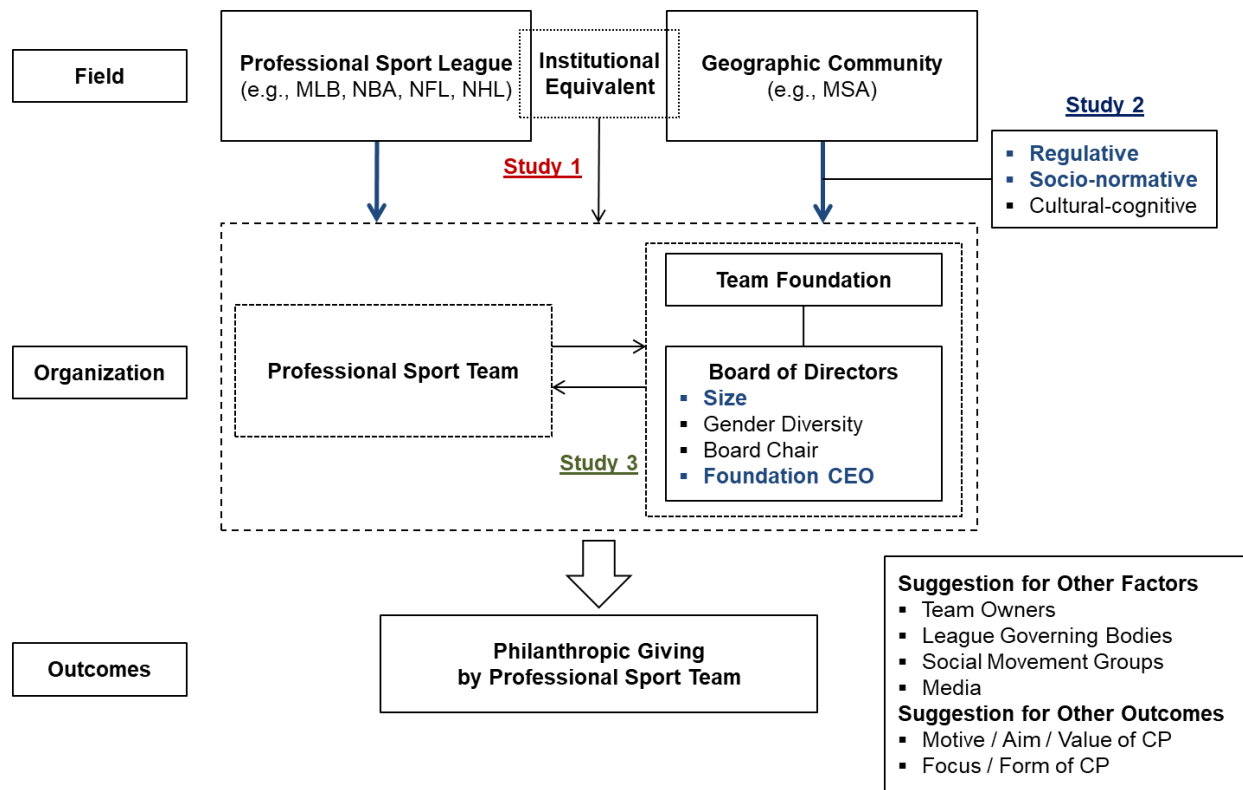 Field
Professional Sport League
(e.g., MLB, NBA, NFL, NHL)
Institutional
Equivalent
Geographic Community
(e.g., MSA)
Study 2
▪ Regulative
▪ Socio-normative
▪ Cultural-cognitive
Study 1
Organization
Professional Sport Team
Team Foundation
Board of Directors
▪ Size
▪ Gender Diversity
▪ Board Chair
▪ Foundation CEO
Study 3
Outcomes
Philanthropic Giving
by Professional Sport Team
Suggestion for Other Factors
▪ Team Owners
▪ League Governing Bodies
▪ Social Movement Groups
▪ Media
Suggestion for Other Outcomes
▪ Motive / Aim / Value of CP
▪ Focus / Form of CP